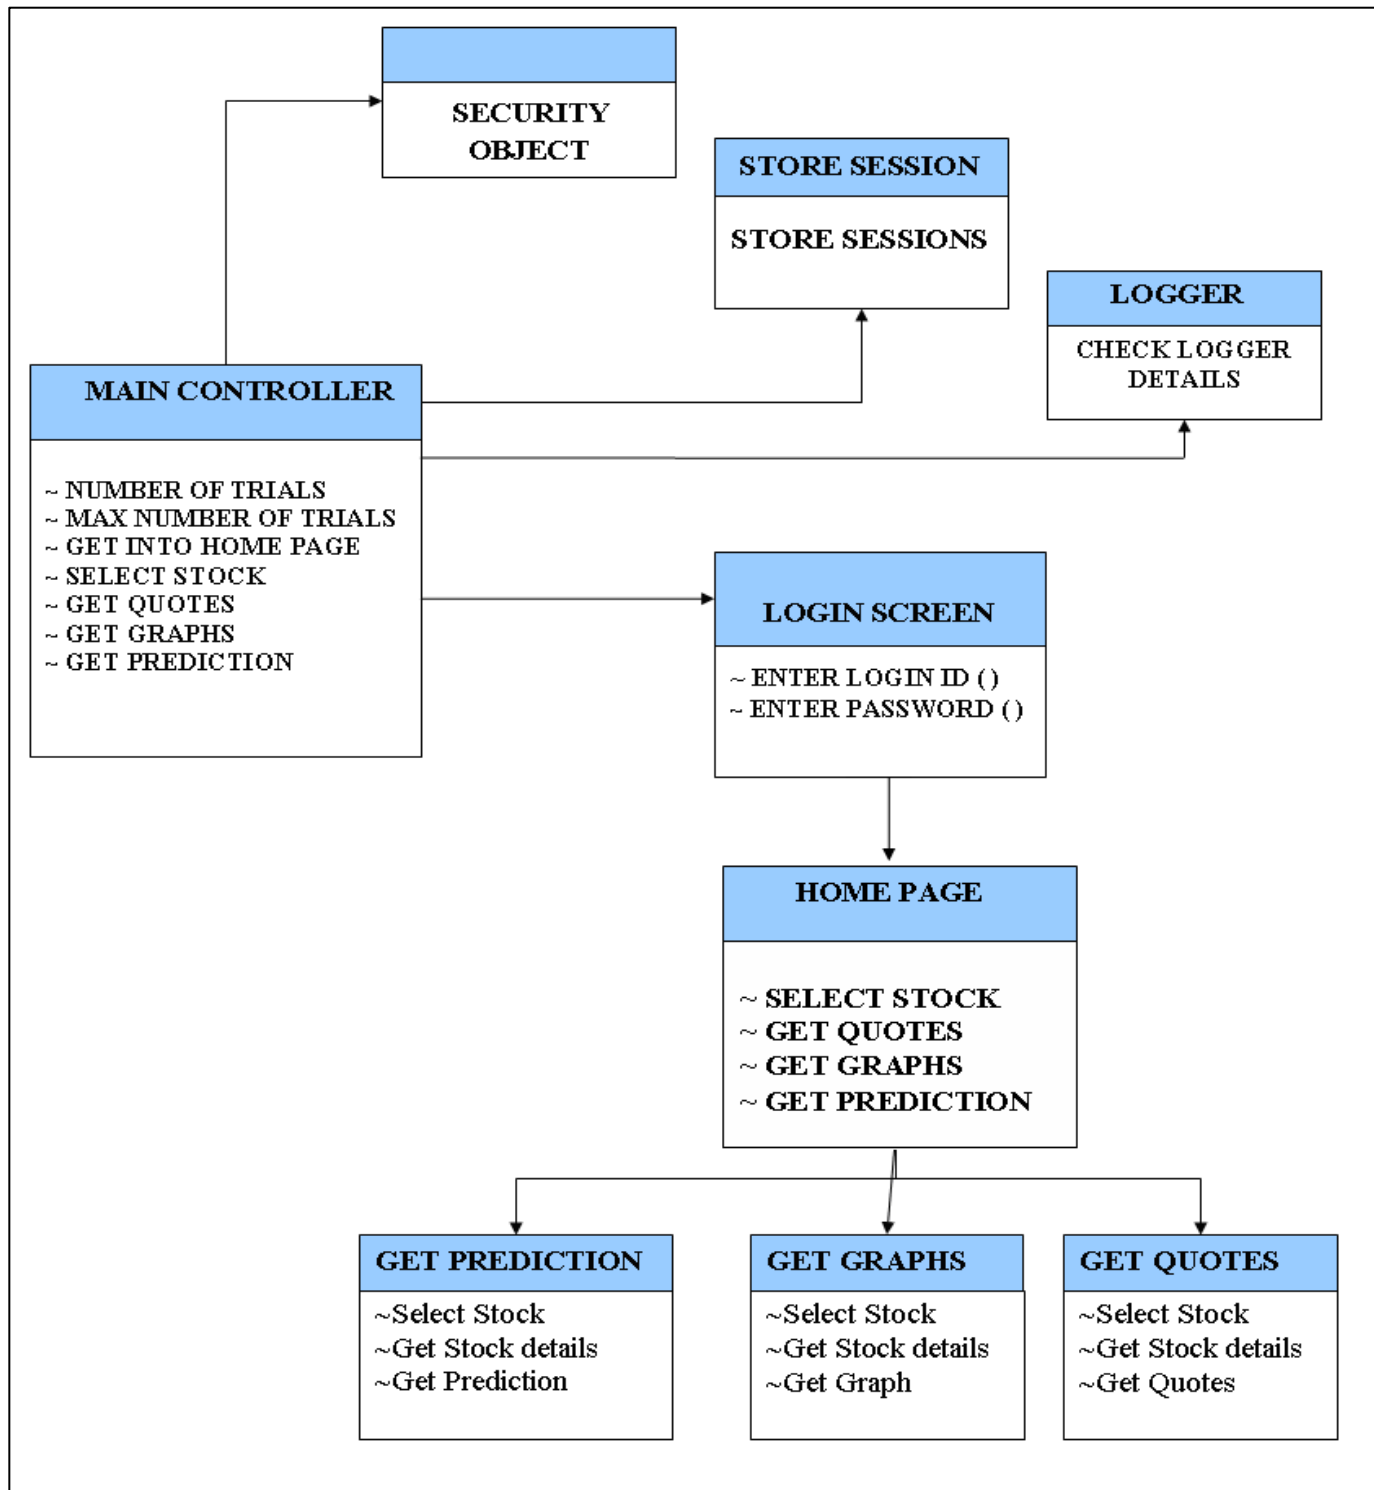 SECURITY
OBJECT
STORE SESSION
STORE SESSIONS
LOGGER
CHECK LOGGER
DETAILS
MAIN CONTROLLER
~ NUMBER OF TRIALS
~ MAX NUMBER OF TRIALS
~ GET INTO HOME PAGE
~ SELECT STOCK
~ GET QUOTES
~ GET GRAPHS
~ GET PREDICTION
LOGIN SCREEN
~ ENTER LOGIN ID ( )
~ ENTER PASSWORD ( )
HOME PAGE
~ SELECT STOCK
~ GET QUOTES
~ GET GRAPHS
~ GET PREDICTION
GET PREDICTION
~Select Stock
~Get Stock details
~Get Prediction
GET GRAPHS
~Select Stock
~Get Stock details
~Get Graph
GET QUOTES
~Select Stock
~Get Stock details
~Get Quotes